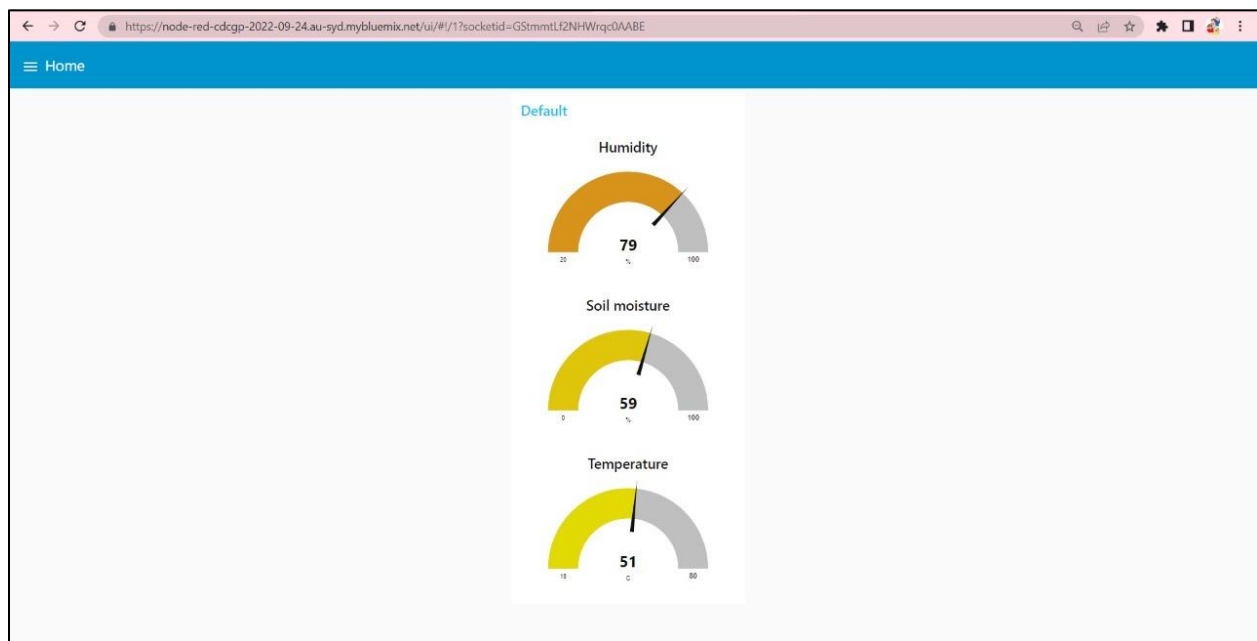 https://node-red-cdcgp-2022-09-24.au-syd.mybluemix.net/ui/#!/1?socketid=GStmmtLf2NHWrqc0AABE
Home
Default
Humidity
79
20 % 100
Soil moisture
59
0 % 100
Temperature
51
C 80